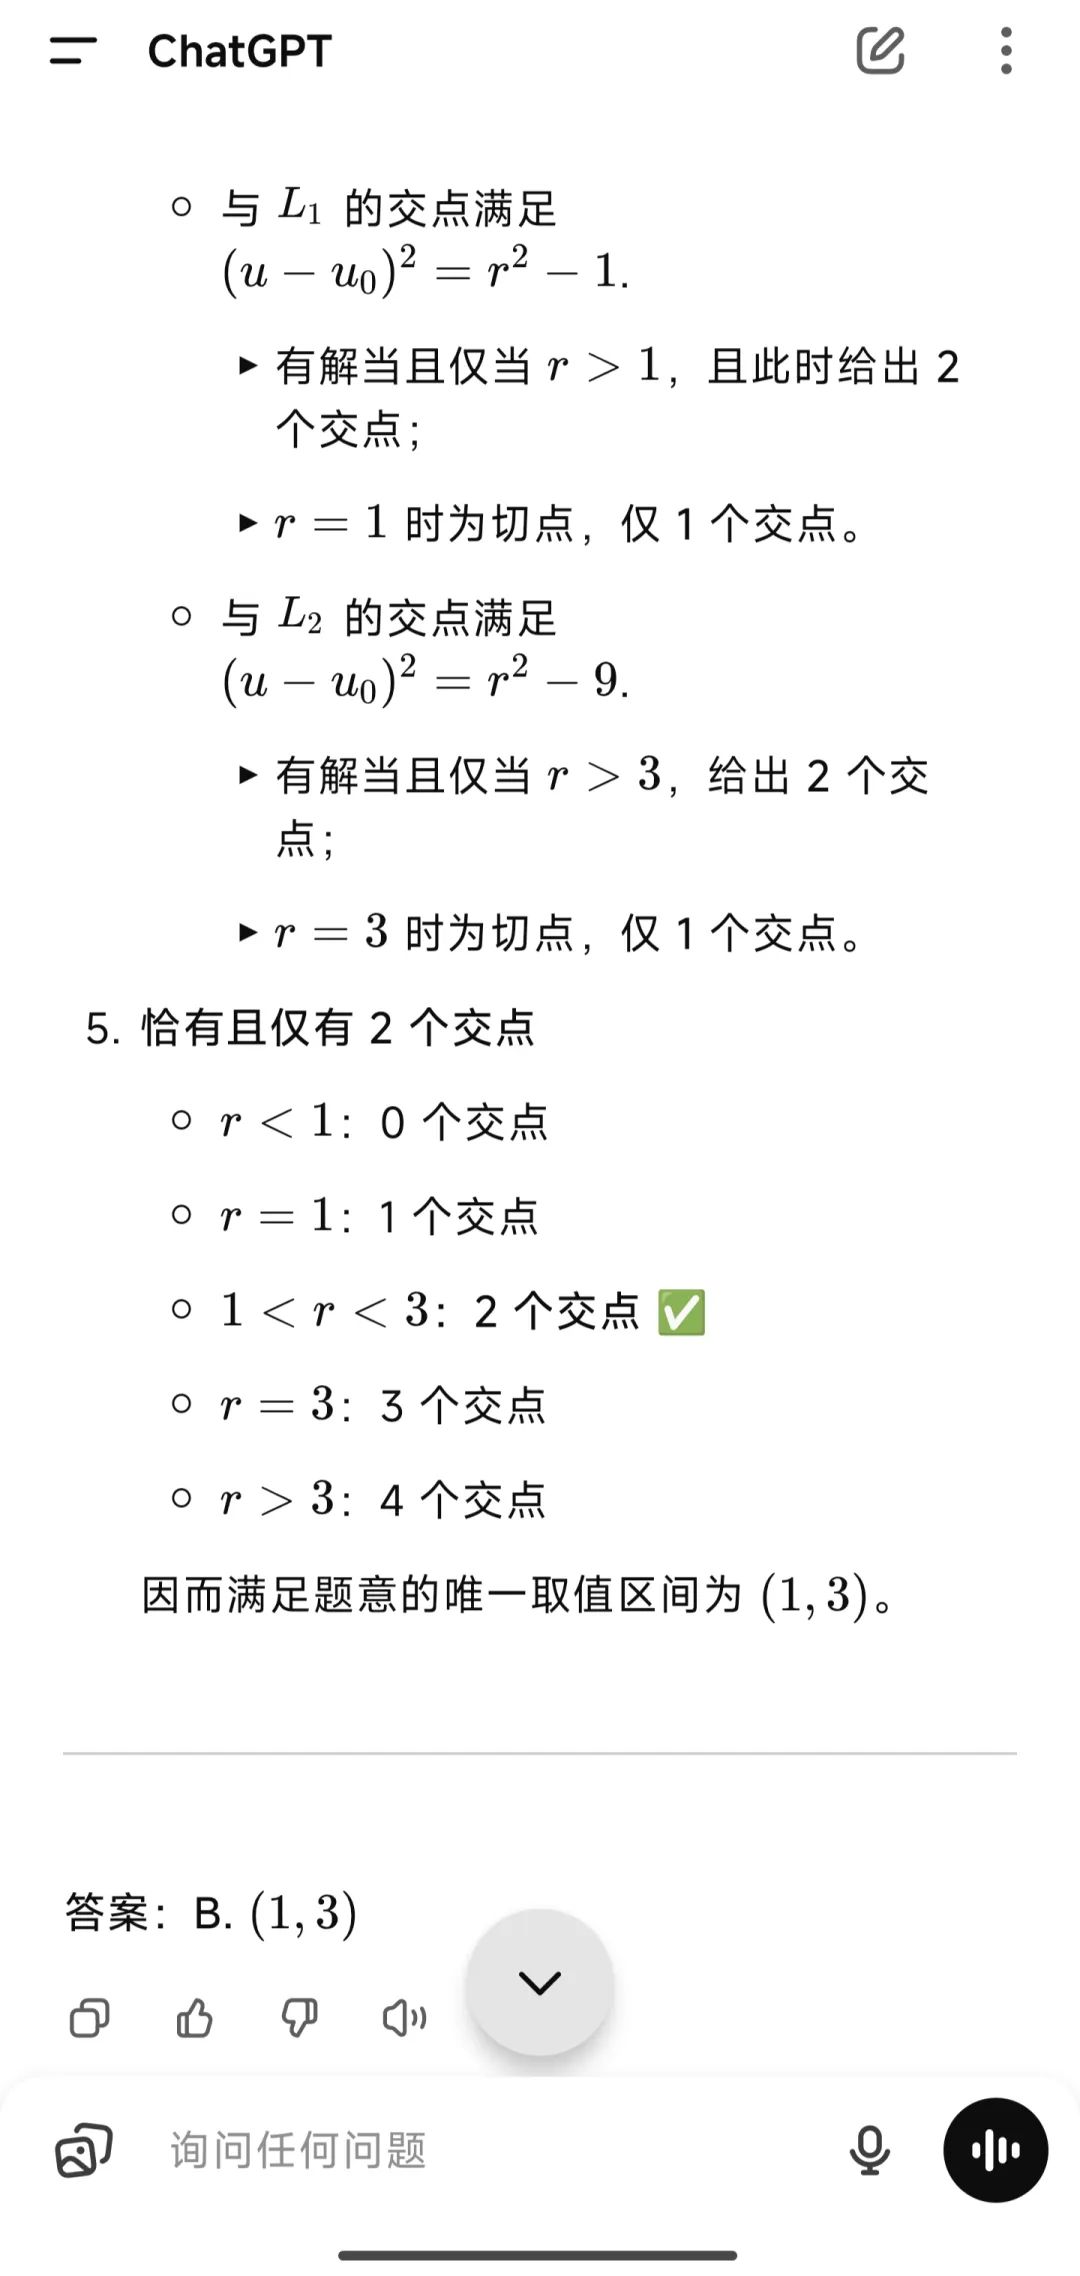 ChatGPT
○ 与 L₁ 的交点满足
(u − u₀)² = r² − 1.
▸ 有解当且仅当 r > 1，且此时给出 2
个交点；
▸ r = 1 时为切点，仅 1 个交点。
○ 与 L₂ 的交点满足
(u − u₀)² = r² − 9.
▸ 有解当且仅当 r > 3，给出 2 个交
点；
▸ r = 3 时为切点，仅 1 个交点。
5. 恰有且仅有 2 个交点
○ r < 1：0 个交点
○ r = 1：1 个交点
○ 1 < r < 3：2 个交点 ✅
○ r = 3：3 个交点
○ r > 3：4 个交点
因而满足题意的唯一取值区间为 (1, 3)。
答案：B. (1, 3)
询问任何问题